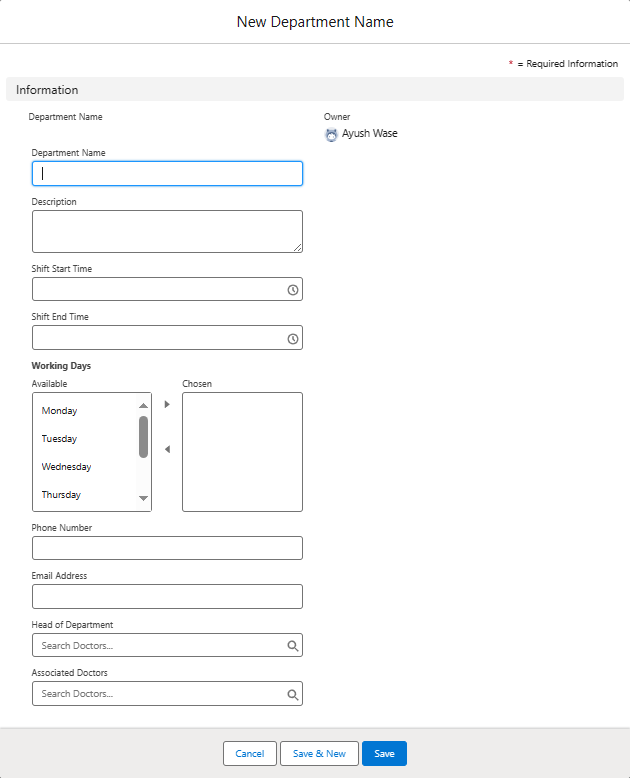 New Department Name
* = Required Information
Information
Department Name
Owner
Ayush Wase
Department Name
Description
Shift Start Time
Shift End Time
Working Days
Available
Chosen
Monday
Tuesday
Wednesday
Thursday
Phone Number
Email Address
Head of Department
Search Doctors...
Associated Doctors
Search Doctors...
Cancel
Save & New
Save